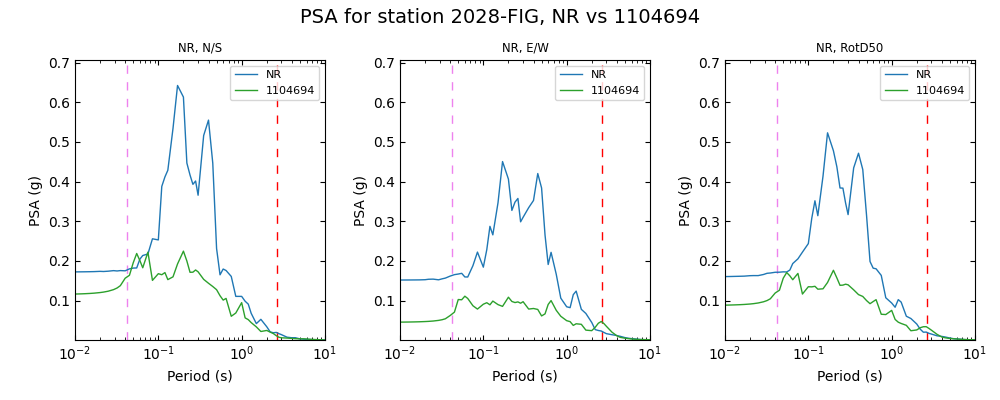 PSA for station 2028-FIG, NR vs 1104694
NR, N/S
0.7
0.6
0.5
0.4
0.3
0.2
0.1
PSA (g)
10⁻²
10⁻¹
10⁰
10¹
Period (s)
NR
1104694
NR, E/W
0.7
0.6
0.5
0.4
0.3
0.2
0.1
PSA (g)
10⁻²
10⁻¹
10⁰
10¹
Period (s)
NR
1104694
NR, RotD50
0.7
0.6
0.5
0.4
0.3
0.2
0.1
PSA (g)
10⁻²
10⁻¹
10⁰
10¹
Period (s)
NR
1104694